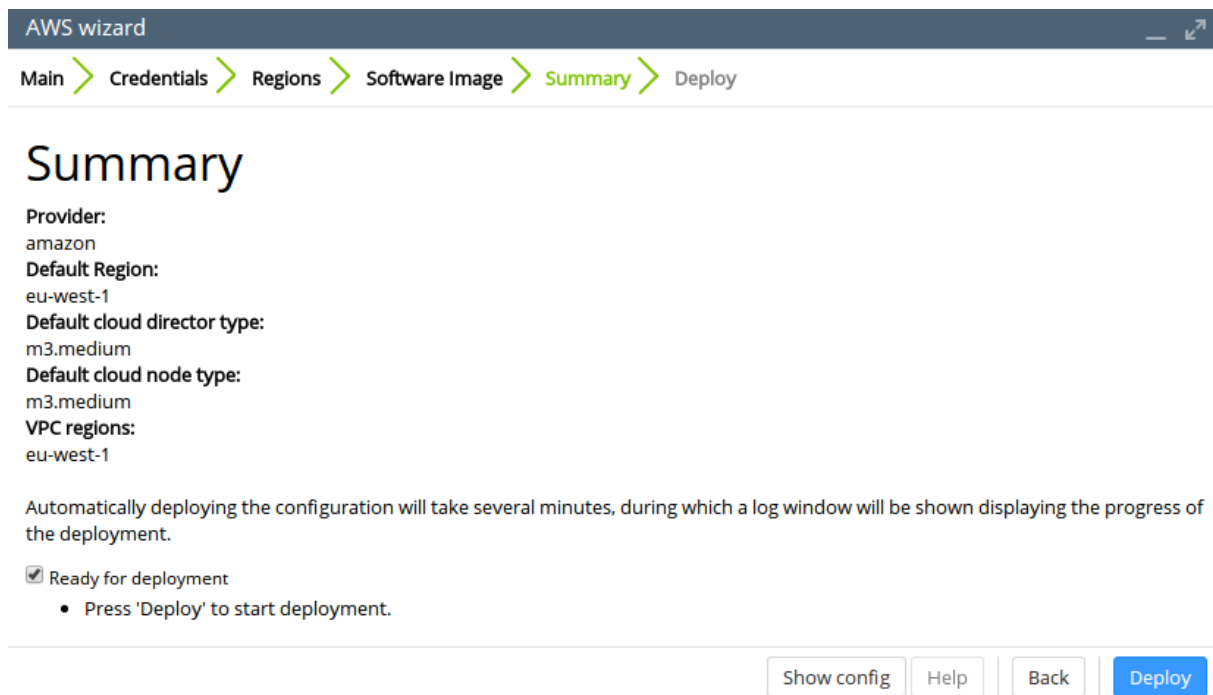 AWS wizard
Main Credentials Regions Software Image Summary Deploy
Summary
Provider:
amazon
Default Region:
eu-west-1
Default cloud director type:
m3.medium
Default cloud node type:
m3.medium
VPC regions:
eu-west-1
Automatically deploying the configuration will take several minutes, during which a log window will be shown displaying the progress of
the deployment.
Ready for deployment
• Press 'Deploy' to start deployment.
Show config Help Back Deploy